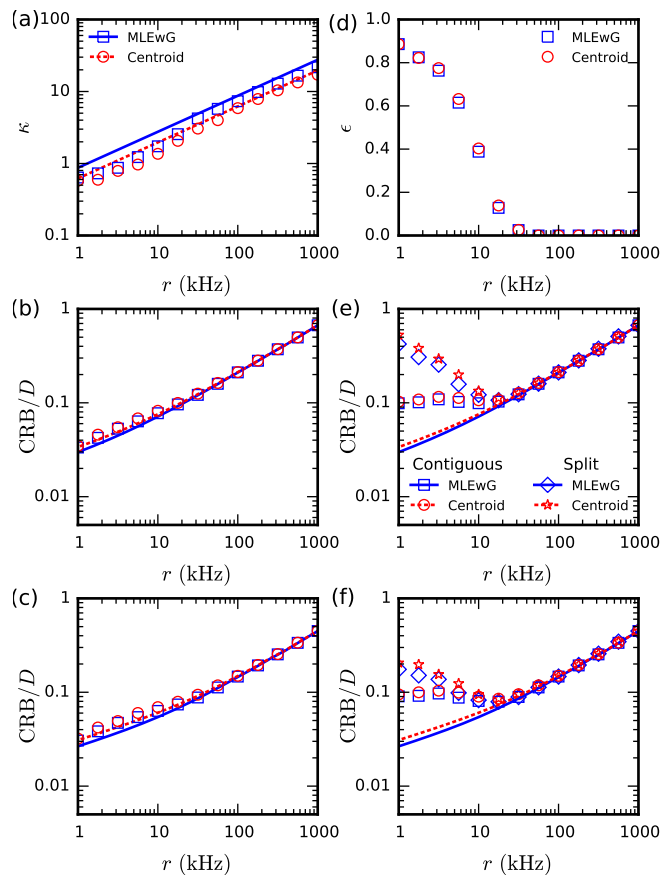 (a)
100
10
1
0.1
κ
MLEwG
Centroid
1 10 100 1000
r (kHz)
(d)
1.0
0.8
0.6
0.4
0.2
0.0
ϵ
MLEwG
Centroid
1 10 100 1000
r (kHz)
(b)
1
0.1
0.01
CRB/D
1 10 100 1000
r (kHz)
(e)
1
0.1
0.01
CRB/D
Contiguous Split
MLEwG MLEwG
Centroid Centroid
1 10 100 1000
r (kHz)
(c)
1
0.1
0.01
CRB/D
1 10 100 1000
r (kHz)
(f)
1
0.1
0.01
CRB/D
1 10 100 1000
r (kHz)